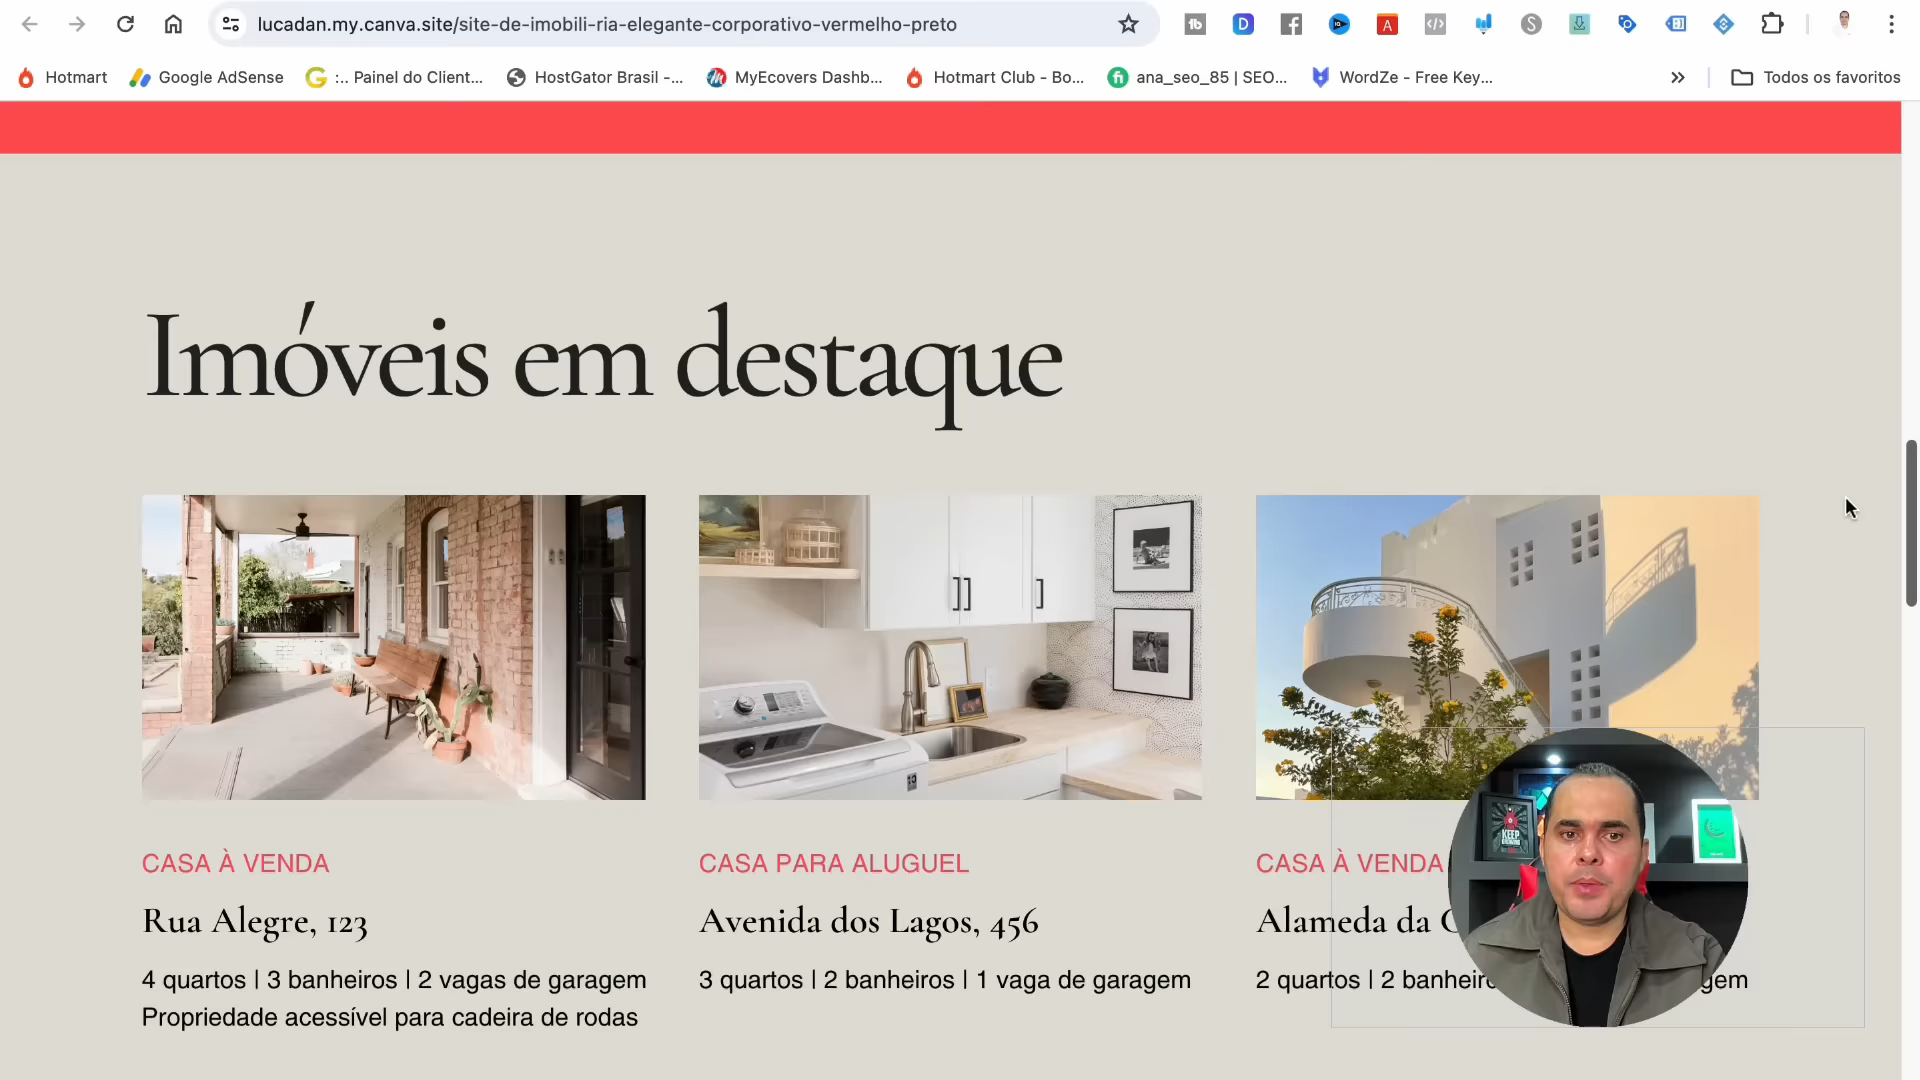 lucadan.my.canva.site/site-de-imobili-ria-elegante-corporativo-vermelho-preto
Hotmart
Google AdSense
:.. Painel do Client...
HostGator Brasil -...
MyEcovers Dashb...
Hotmart Club - Bo...
ana_seo_85 | SEO...
WordZe - Free Key...
Todos os favoritos
Imóveis em destaque
CASA À VENDA
CASA PARA ALUGUEL
CASA À VENDA
Rua Alegre, 123
Avenida dos Lagos, 456
Alameda da
4 quartos | 3 banheiros | 2 vagas de garagem
Propriedade acessível para cadeira de rodas
3 quartos | 2 banheiros | 1 vaga de garagem
2 quartos | 2
KEEP